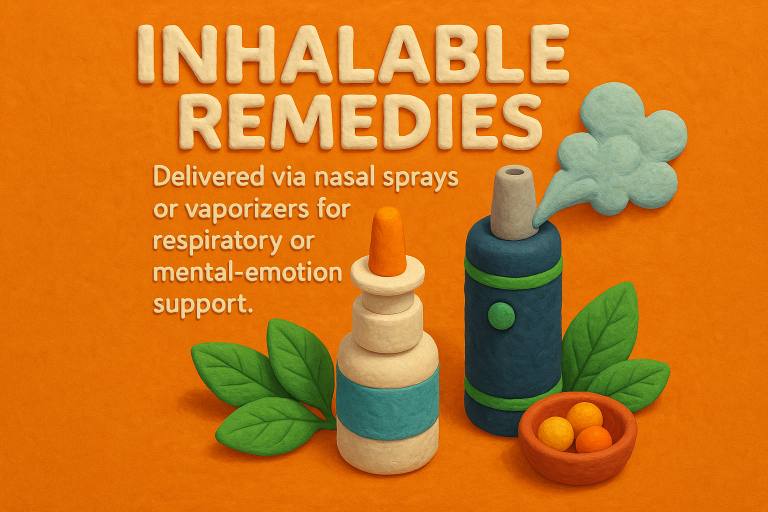 INHALABLE
REMEDIES
Delivered via nasal sprays
or vaporizers for
respiratory or
mental-emotion
support.